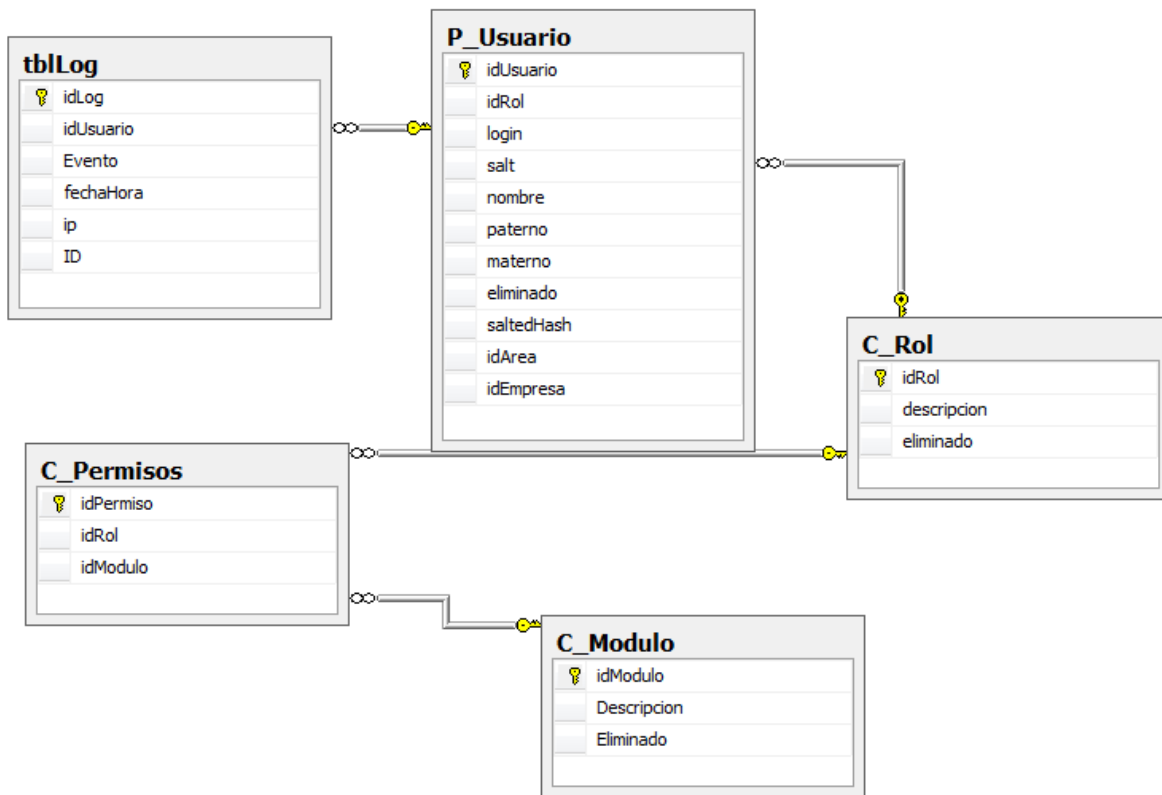 tblLog
idLog
idUsuario
Evento
fechaHora
ip
ID
P_Usuario
idUsuario
idRol
login
salt
nombre
paterno
materno
eliminado
saltedHash
idArea
idEmpresa
C_Rol
idRol
descripcion
eliminado
C_Permisos
idPermiso
idRol
idModulo
C_Modulo
idModulo
Descripcion
Eliminado